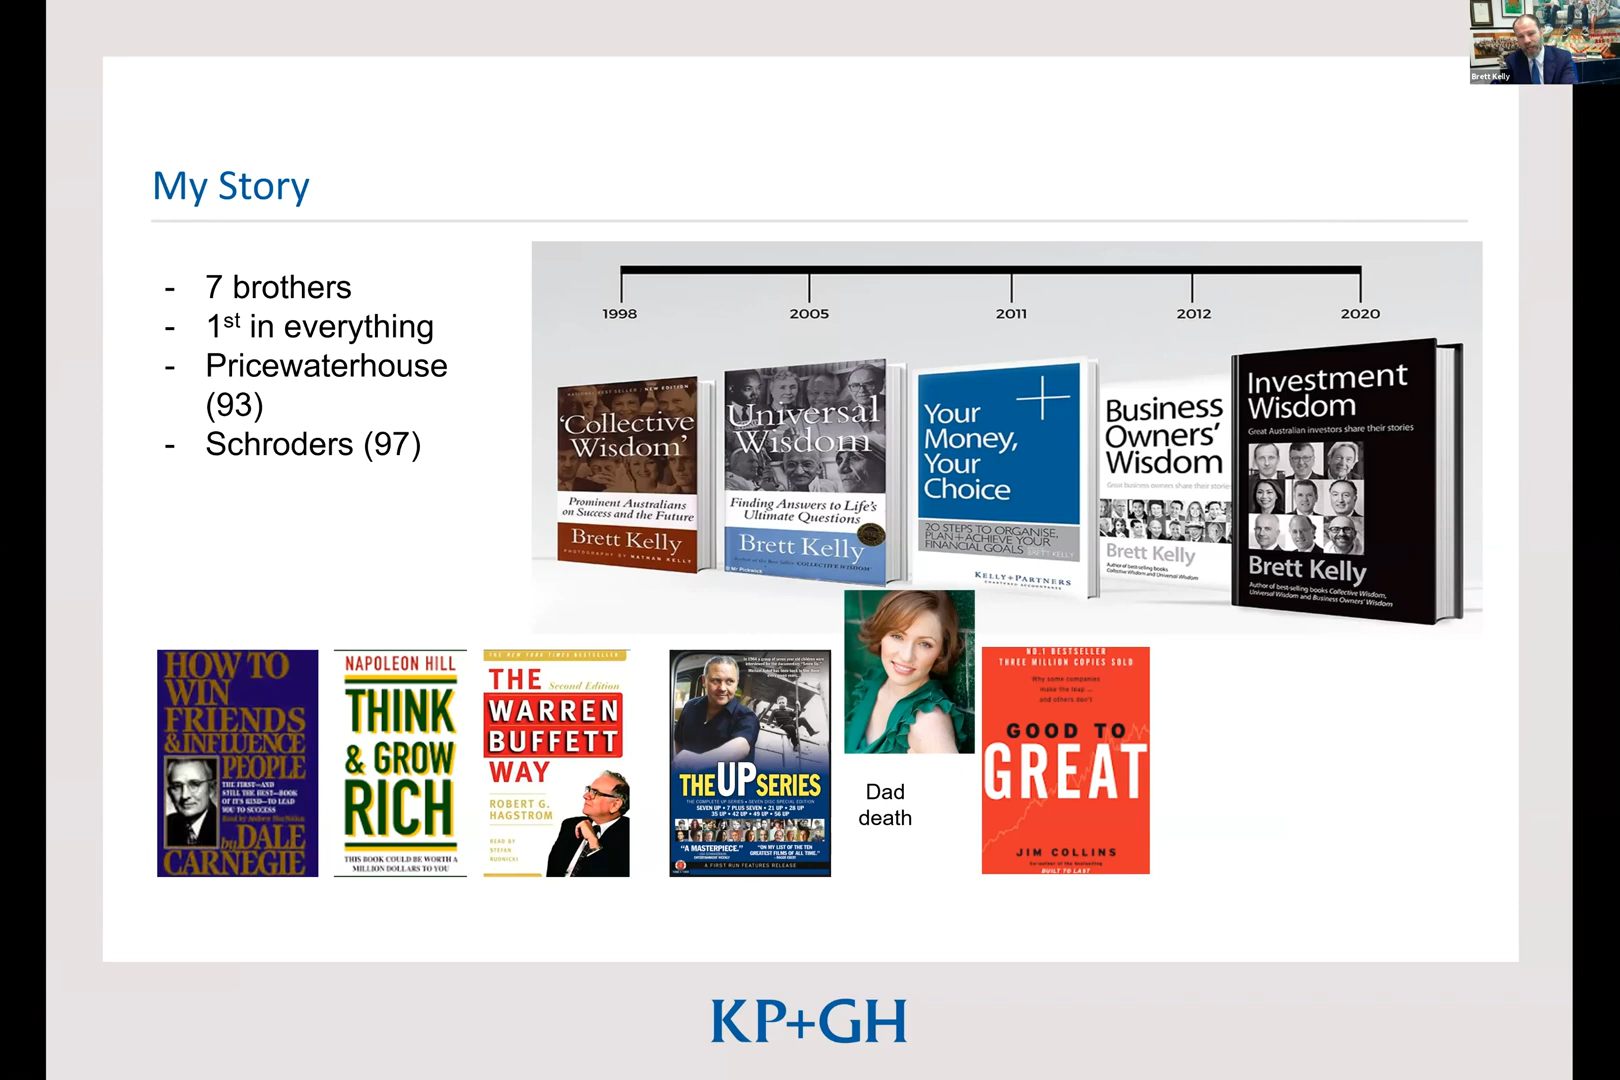 Brett Kelly
My Story
- 7 brothers
- 1st in everything
- Pricewaterhouse
(93)
- Schroders (97)
1998 2005 2011 2012 2020
NATIONAL BEST SELLER | NEW EDITION
'Collective
Wisdom'
Prominent Australians
on Success and the Future
Brett Kelly
PHOTOGRAPHY BY NATHAN KELLY
Universal
Wisdom
Finding Answers to Life's
Ultimate Questions
Brett Kelly
Author of the Best Seller 'COLLECTIVE WISDOM'
© Mr Pickwick
Your
Money,
Your
Choice
20 STEPS TO ORGANISE,
PLAN+ACHIEVE YOUR
FINANCIAL GOALS
BRETT KELLY
KELLY+PARTNERS
CHARTERED ACCOUNTANTS
Business
Owners'
Wisdom
Great business owners share their stories
Brett Kelly
Author of best-selling books
Collective Wisdom and Universal Wisdom
Investment
Wisdom
Great Australian investors share their stories
Brett Kelly
Author of best-selling books Collective Wisdom,
Universal Wisdom and Business Owners' Wisdom
HOW TO
WIN
FRIENDS
& INFLUENCE
PEOPLE
THE FIRST—AND
STILL THE BEST—BOOK
OF ITS KIND—TO LEAD
YOU TO SUCCESS
Read by Andrew MacMillan
by DALE
CARNEGIE
NAPOLEON HILL
THINK
& GROW
RICH
THIS BOOK COULD BE WORTH A
MILLION DOLLARS TO YOU
THE NEW YORK TIMES BESTSELLER
THE
Second Edition
WARREN
BUFFETT
WAY
ROBERT G.
HAGSTROM
READ BY
STEFAN
RUDNICKI
THE UP SERIES
THE COMPLETE UP SERIES • SEVEN DISC SPECIAL EDITION
SEVEN UP • 7 PLUS SEVEN • 21 UP • 28 UP
35 UP • 42 UP • 49 UP • 56 UP
"A MASTERPIECE."
"ON MY LIST OF THE TEN
GREATEST FILMS OF ALL TIME."
A FIRST RUN FEATURES RELEASE
Dad
death
NO.1 BESTSELLER
THREE MILLION COPIES SOLD
Why some companies
make the leap ...
and others don't
GOOD TO
GREAT
JIM COLLINS
Co-author of the bestselling
BUILT TO LAST
KP+GH